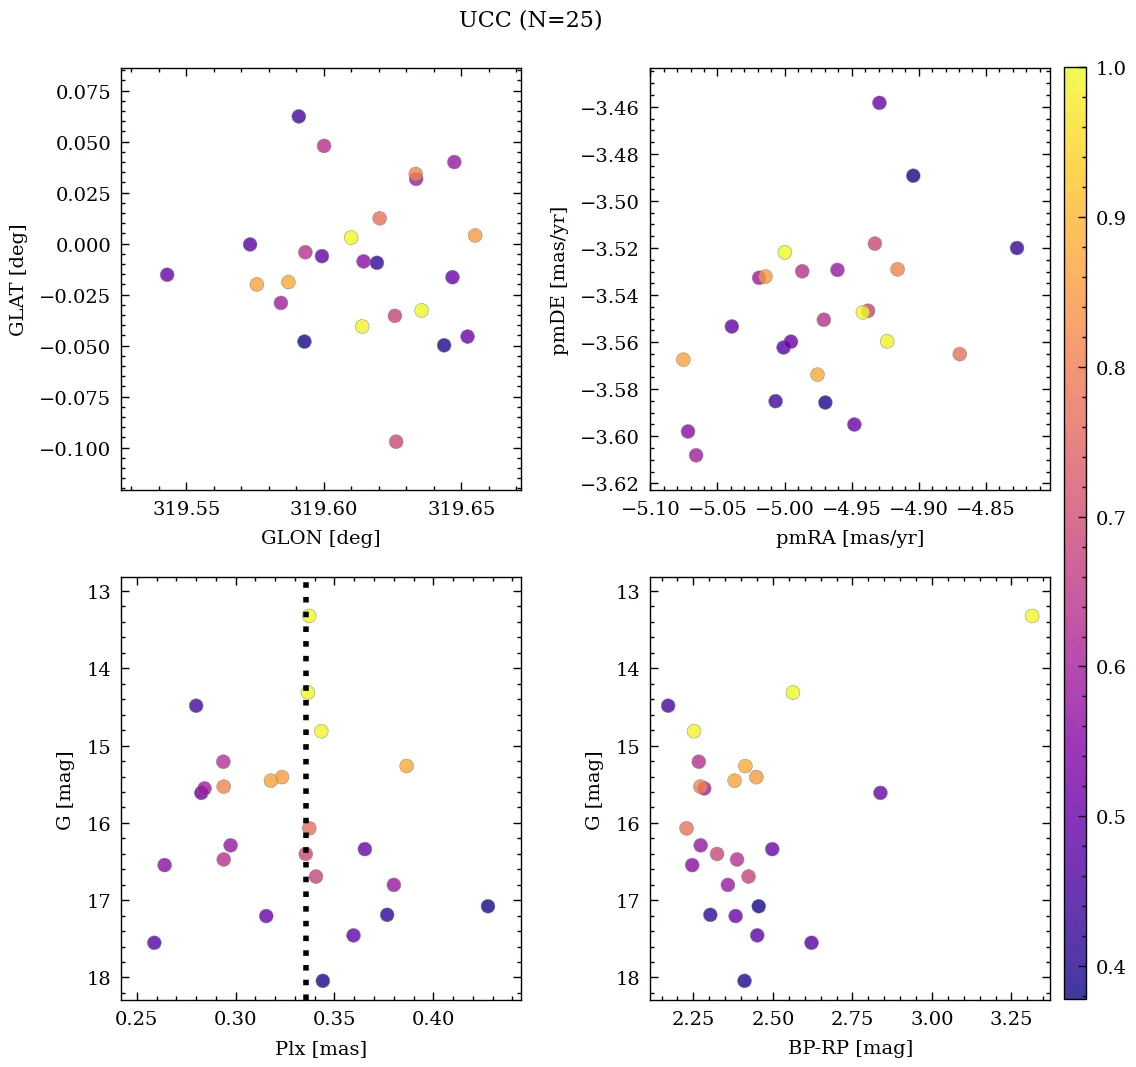 UCC (N=25)
0.075
0.050
0.025
0.000
−0.025
−0.050
−0.075
−0.100
GLAT [deg]
319.55 319.60 319.65
GLON [deg]
−3.46
−3.48
−3.50
−3.52
−3.54
−3.56
−3.58
−3.60
−3.62
pmDE [mas/yr]
−5.10 −5.05 −5.00 −4.95 −4.90 −4.85
pmRA [mas/yr]
13
14
15
16
17
18
G [mag]
0.25 0.30 0.35 0.40
Plx [mas]
13
14
15
16
17
18
G [mag]
2.25 2.50 2.75 3.00 3.25
BP-RP [mag]
1.0
0.9
0.8
0.7
0.6
0.5
0.4